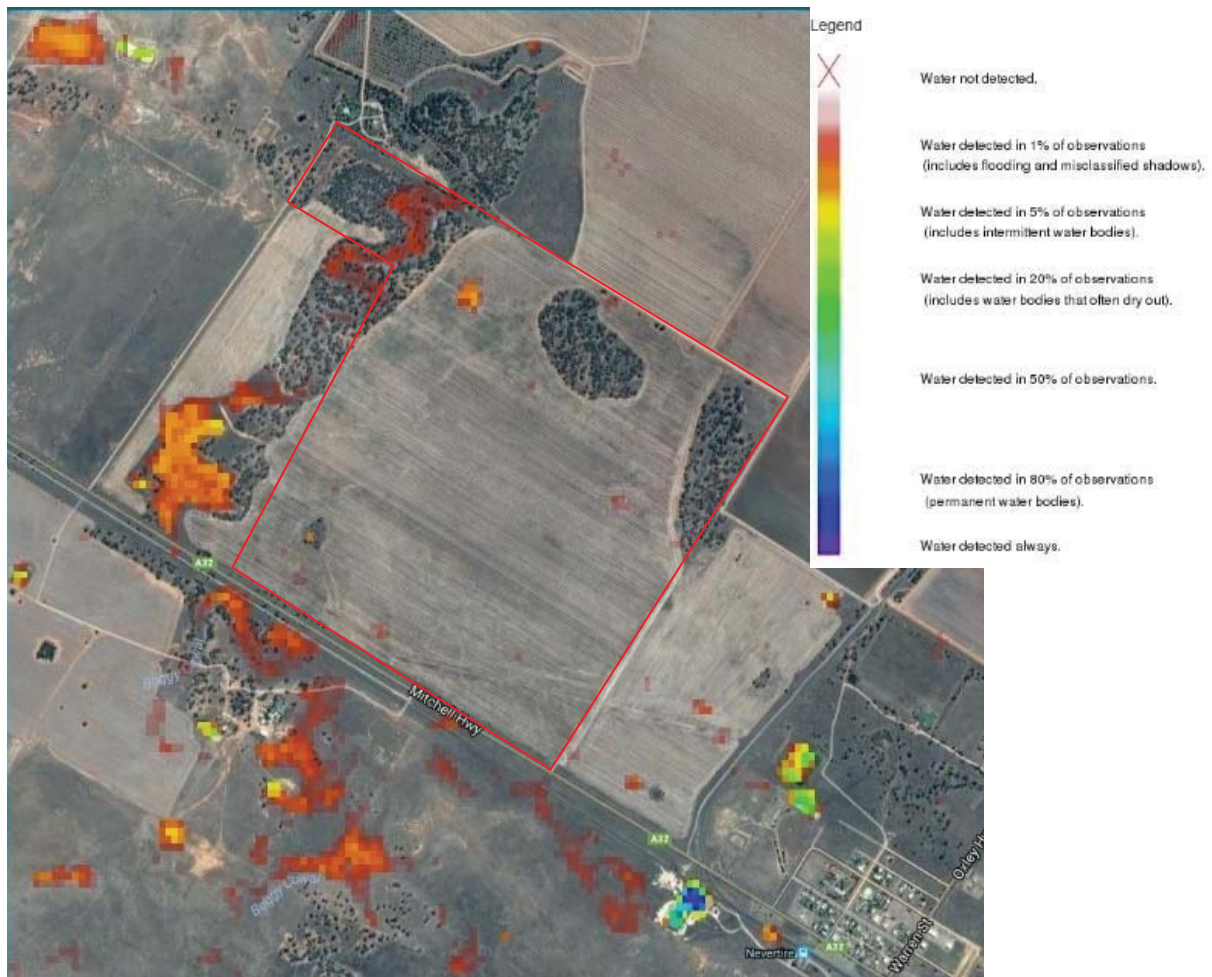 Legend
Water not detected.
Water detected in 1% of observations
(includes flooding and misclassified shadows).
Water detected in 5% of observations
(includes intermittent water bodies).
Water detected in 20% of observations
(includes water bodies that often dry out).
Water detected in 50% of observations.
Water detected in 80% of observations
(permanent water bodies).
Water detected always.
A32
Mitchell Hwy
A32
Oxley H
Warren St
A32
Nevertire